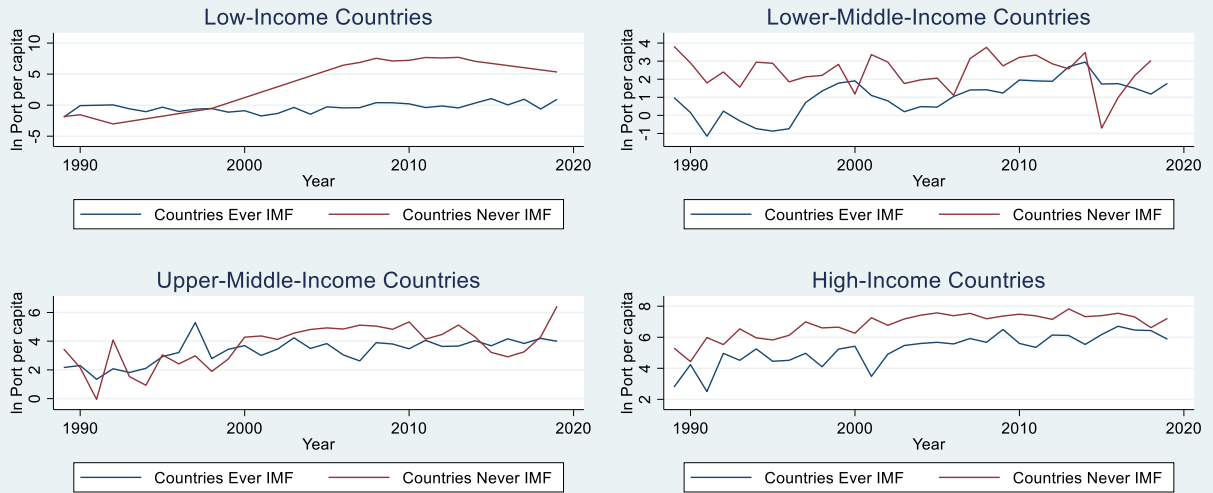 Low-Income Countries
ln Port per capita
10
5
0
-5
1990
2000
2010
2020
Year
Countries Ever IMF
Countries Never IMF
Lower-Middle-Income Countries
ln Port per capita
4
3
2
1
0
-1
1990
2000
2010
2020
Year
Countries Ever IMF
Countries Never IMF
Upper-Middle-Income Countries
ln Port per capita
6
4
2
0
1990
2000
2010
2020
Year
Countries Ever IMF
Countries Never IMF
High-Income Countries
ln Port per capita
8
6
4
2
1990
2000
2010
2020
Year
Countries Ever IMF
Countries Never IMF